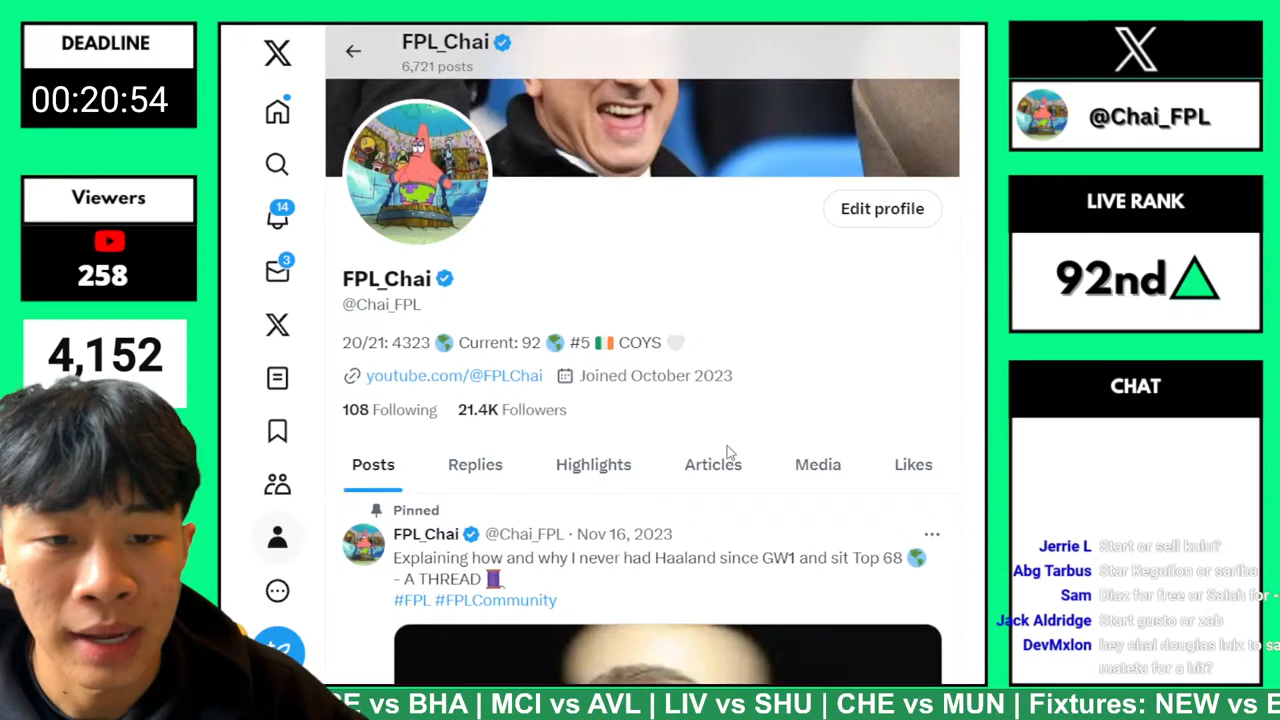 DEADLINE
00:20:54
Viewers
258
4,152
FPL_Chai
6,721 posts
14
3
Edit profile
FPL_Chai
@Chai_FPL
20/21: 4323 🌎 Current: 92 🌎 #5 🇮🇪 COYS 🤍
youtube.com/@FPLChai Joined October 2023
108 Following 21.4K Followers
Posts Replies Highlights Articles Media Likes
Pinned
FPL_Chai @Chai_FPL · Nov 16, 2023
Explaining how and why I never had Haaland since GW1 and sit Top 68 🌎
- A THREAD 🧵
#FPL #FPLCommunity
X
@Chai_FPL
LIVE RANK
92nd
CHAT
Jerrie L Start or sell kulu?
Abg Tarbus Star Reguilon or sariba
Sam Diaz for free or Salah for -
Jack Aldridge Start gusto or zab
DevMxlon hey chai douglas luiz to sa
mateta for a hit?
vs BHA | MCI vs AVL | LIV vs SHU | CHE vs MUN | Fixtures: NEW vs